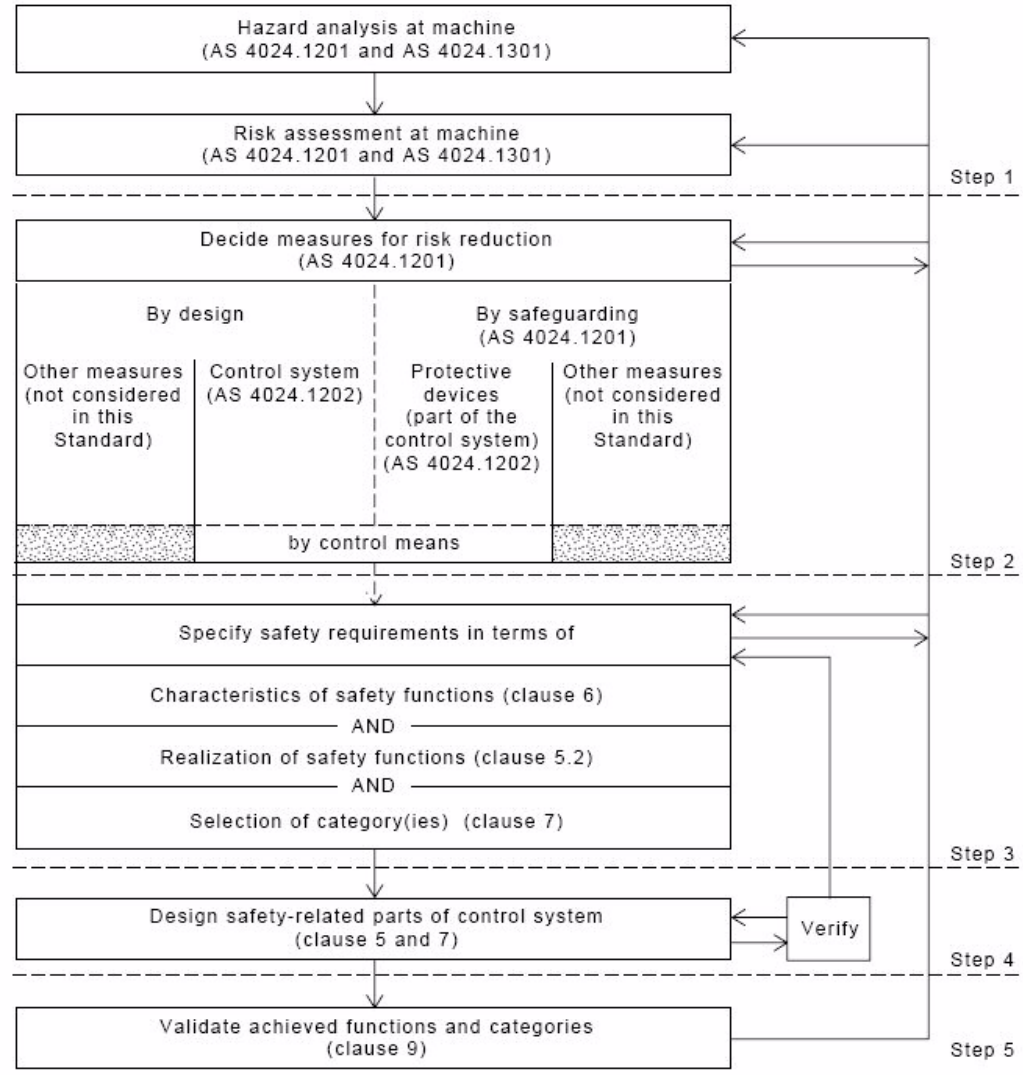 Hazard analysis at machine
(AS 4024.1201 and AS 4024.1301)
Risk assessment at machine
(AS 4024.1201 and AS 4024.1301)
Step 1
Decide measures for risk reduction
(AS 4024.1201)
By design
By safeguarding
(AS 4024.1201)
Other measures
(not considered
in this
Standard)
Control system
(AS 4024.1202)
Protective
devices
(part of the
control system)
(AS 4024.1202)
Other measures
(not considered
in this
Standard)
by control means
Step 2
Specify safety requirements in terms of
Characteristics of safety functions (clause 6)
AND
Realization of safety functions (clause 5.2)
AND
Selection of category(ies) (clause 7)
Step 3
Design safety-related parts of control system
(clause 5 and 7)
Verify
Step 4
Validate achieved functions and categories
(clause 9)
Step 5